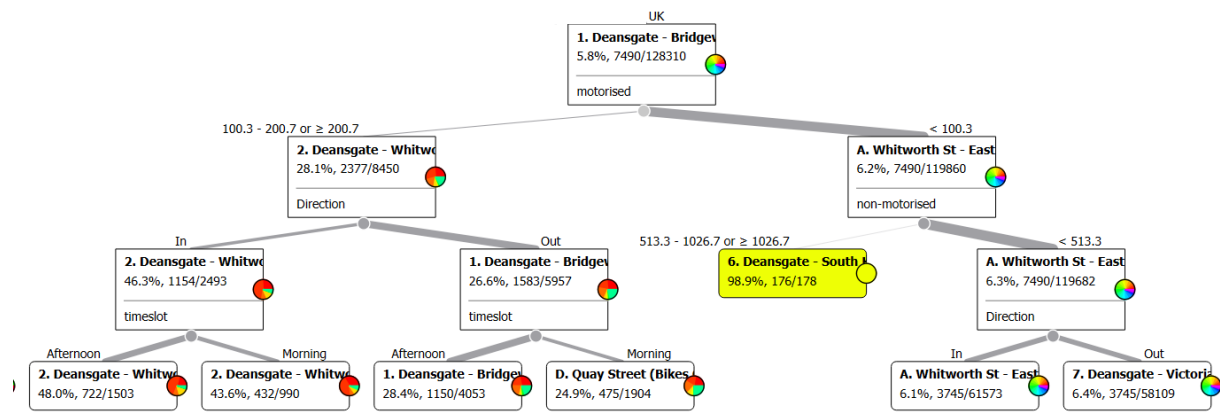 UK
1. Deansgate - Bridge
5.8%, 7490/128310
motorised
100.3 - 200.7 or ≥ 200.7
< 100.3
2. Deansgate - Whitw
28.1%, 2377/8450
Direction
A. Whitworth St - East
6.2%, 7490/119860
non-motorised
In
Out
513.3 - 1026.7 or ≥ 1026.7
< 513.3
2. Deansgate - Whitw
46.3%, 1154/2493
timeslot
1. Deansgate - Bridge
26.6%, 1583/5957
timeslot
6. Deansgate - South
98.9%, 176/178
A. Whitworth St - East
6.3%, 7490/119682
Direction
Afternoon
Morning
Afternoon
Morning
In
Out
2. Deansgate - Whitw
48.0%, 722/1503
2. Deansgate - Whitw
43.6%, 432/990
1. Deansgate - Bridge
28.4%, 1150/4053
D. Quay Street (Bikes
24.9%, 475/1904
A. Whitworth St - East
6.1%, 3745/61573
7. Deansgate - Victoria
6.4%, 3745/58109